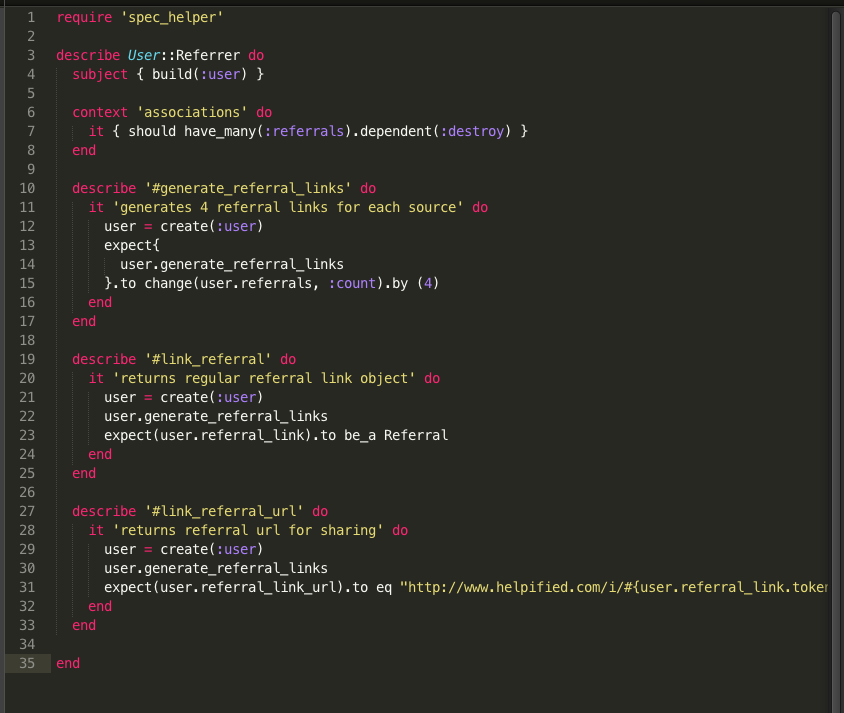 1 require 'spec_helper'
2
3 describe User::Referrer do
4   subject { build(:user) }
5
6   context 'associations' do
7     it { should have_many(:referrals).dependent(:destroy) }
8   end
9
10   describe '#generate_referral_links' do
11     it 'generates 4 referral links for each source' do
12       user = create(:user)
13       expect{
14         user.generate_referral_links
15       }.to change(user.referrals, :count).by (4)
16     end
17   end
18
19   describe '#link_referral' do
20     it 'returns regular referral link object' do
21       user = create(:user)
22       user.generate_referral_links
23       expect(user.referral_link).to be_a Referral
24     end
25   end
26
27   describe '#link_referral_url' do
28     it 'returns referral url for sharing' do
29       user = create(:user)
30       user.generate_referral_links
31       expect(user.referral_link_url).to eq "http://www.helpified.com/i/#{user.referral_link.token
32     end
33   end
34
35 end